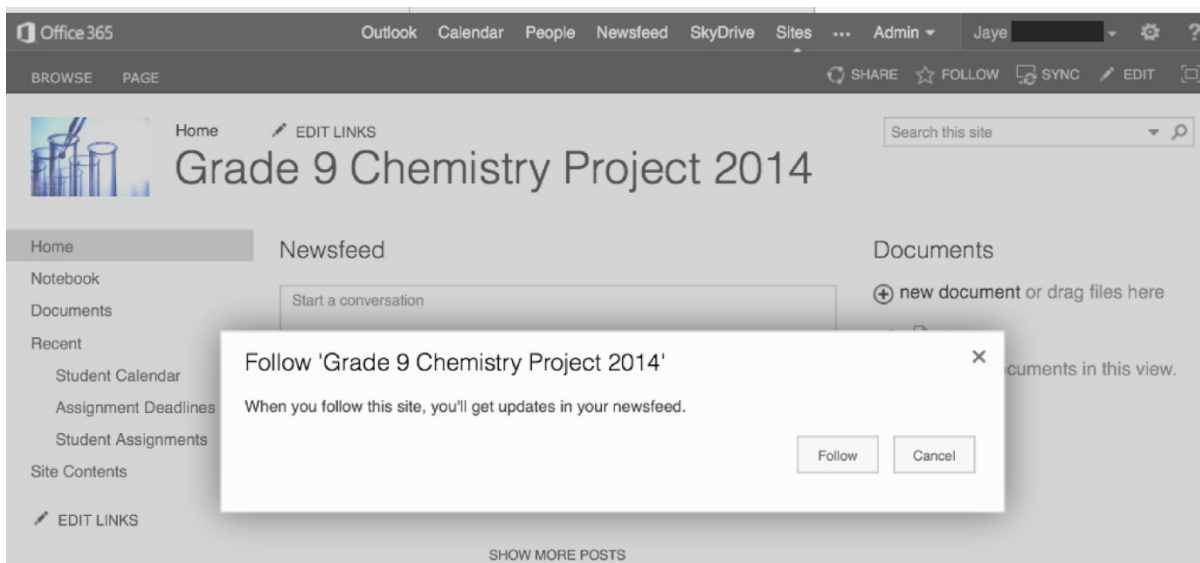 Office 365 Outlook Calendar People Newsfeed SkyDrive Sites ... Admin Jaye ?
BROWSE PAGE SHARE FOLLOW SYNC EDIT
Home EDIT LINKS Search this site
Grade 9 Chemistry Project 2014
Home
Notebook
Documents
Recent
Student Calendar
Assignment Deadlines
Student Assignments
Site Contents
EDIT LINKS
Newsfeed
Start a conversation
Documents
new document or drag files here
cuments in this view.
Follow 'Grade 9 Chemistry Project 2014'
When you follow this site, you'll get updates in your newsfeed.
Follow Cancel
SHOW MORE POSTS